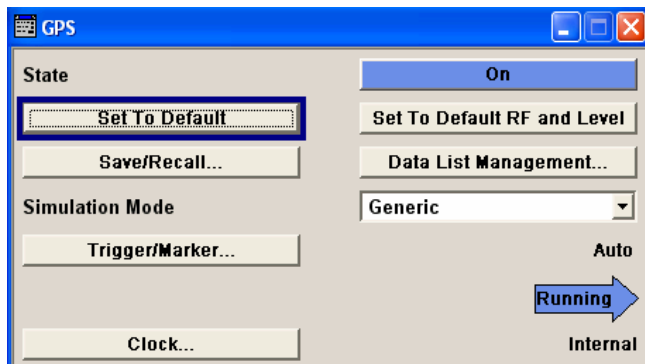 GPS
State On
Set To Default Set To Default RF and Level
Save/Recall... Data List Management...
Simulation Mode Generic
Trigger/Marker... Auto
Running
Clock... Internal